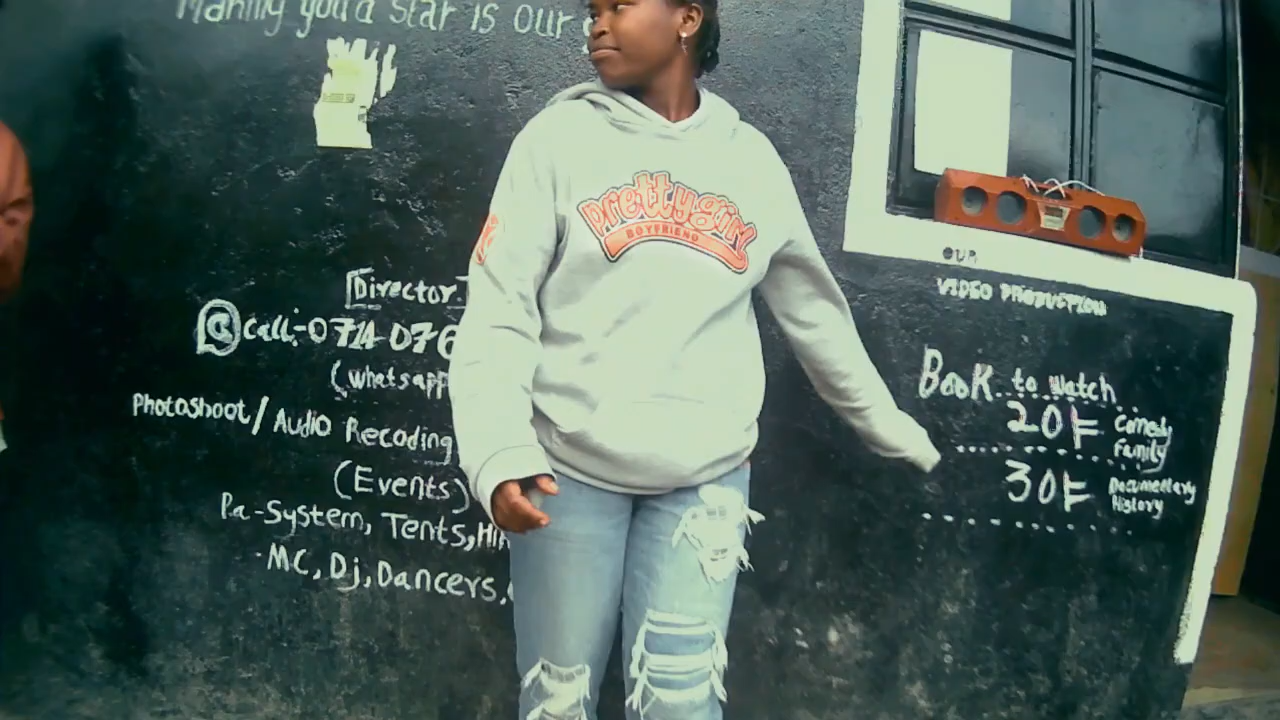 Making you a Star is our
prettygirl
BOYFRIEND
[Director]
@Call:-0714 076
(whatsapp
Photoshoot/Audio Recoding
(Events)
Pa-System, Tents,
-MC, Dj, Dancers,
OUR
VIDEO PRODUCTION
Book to Watch
20F Comedy
Family
30F Documentary
History